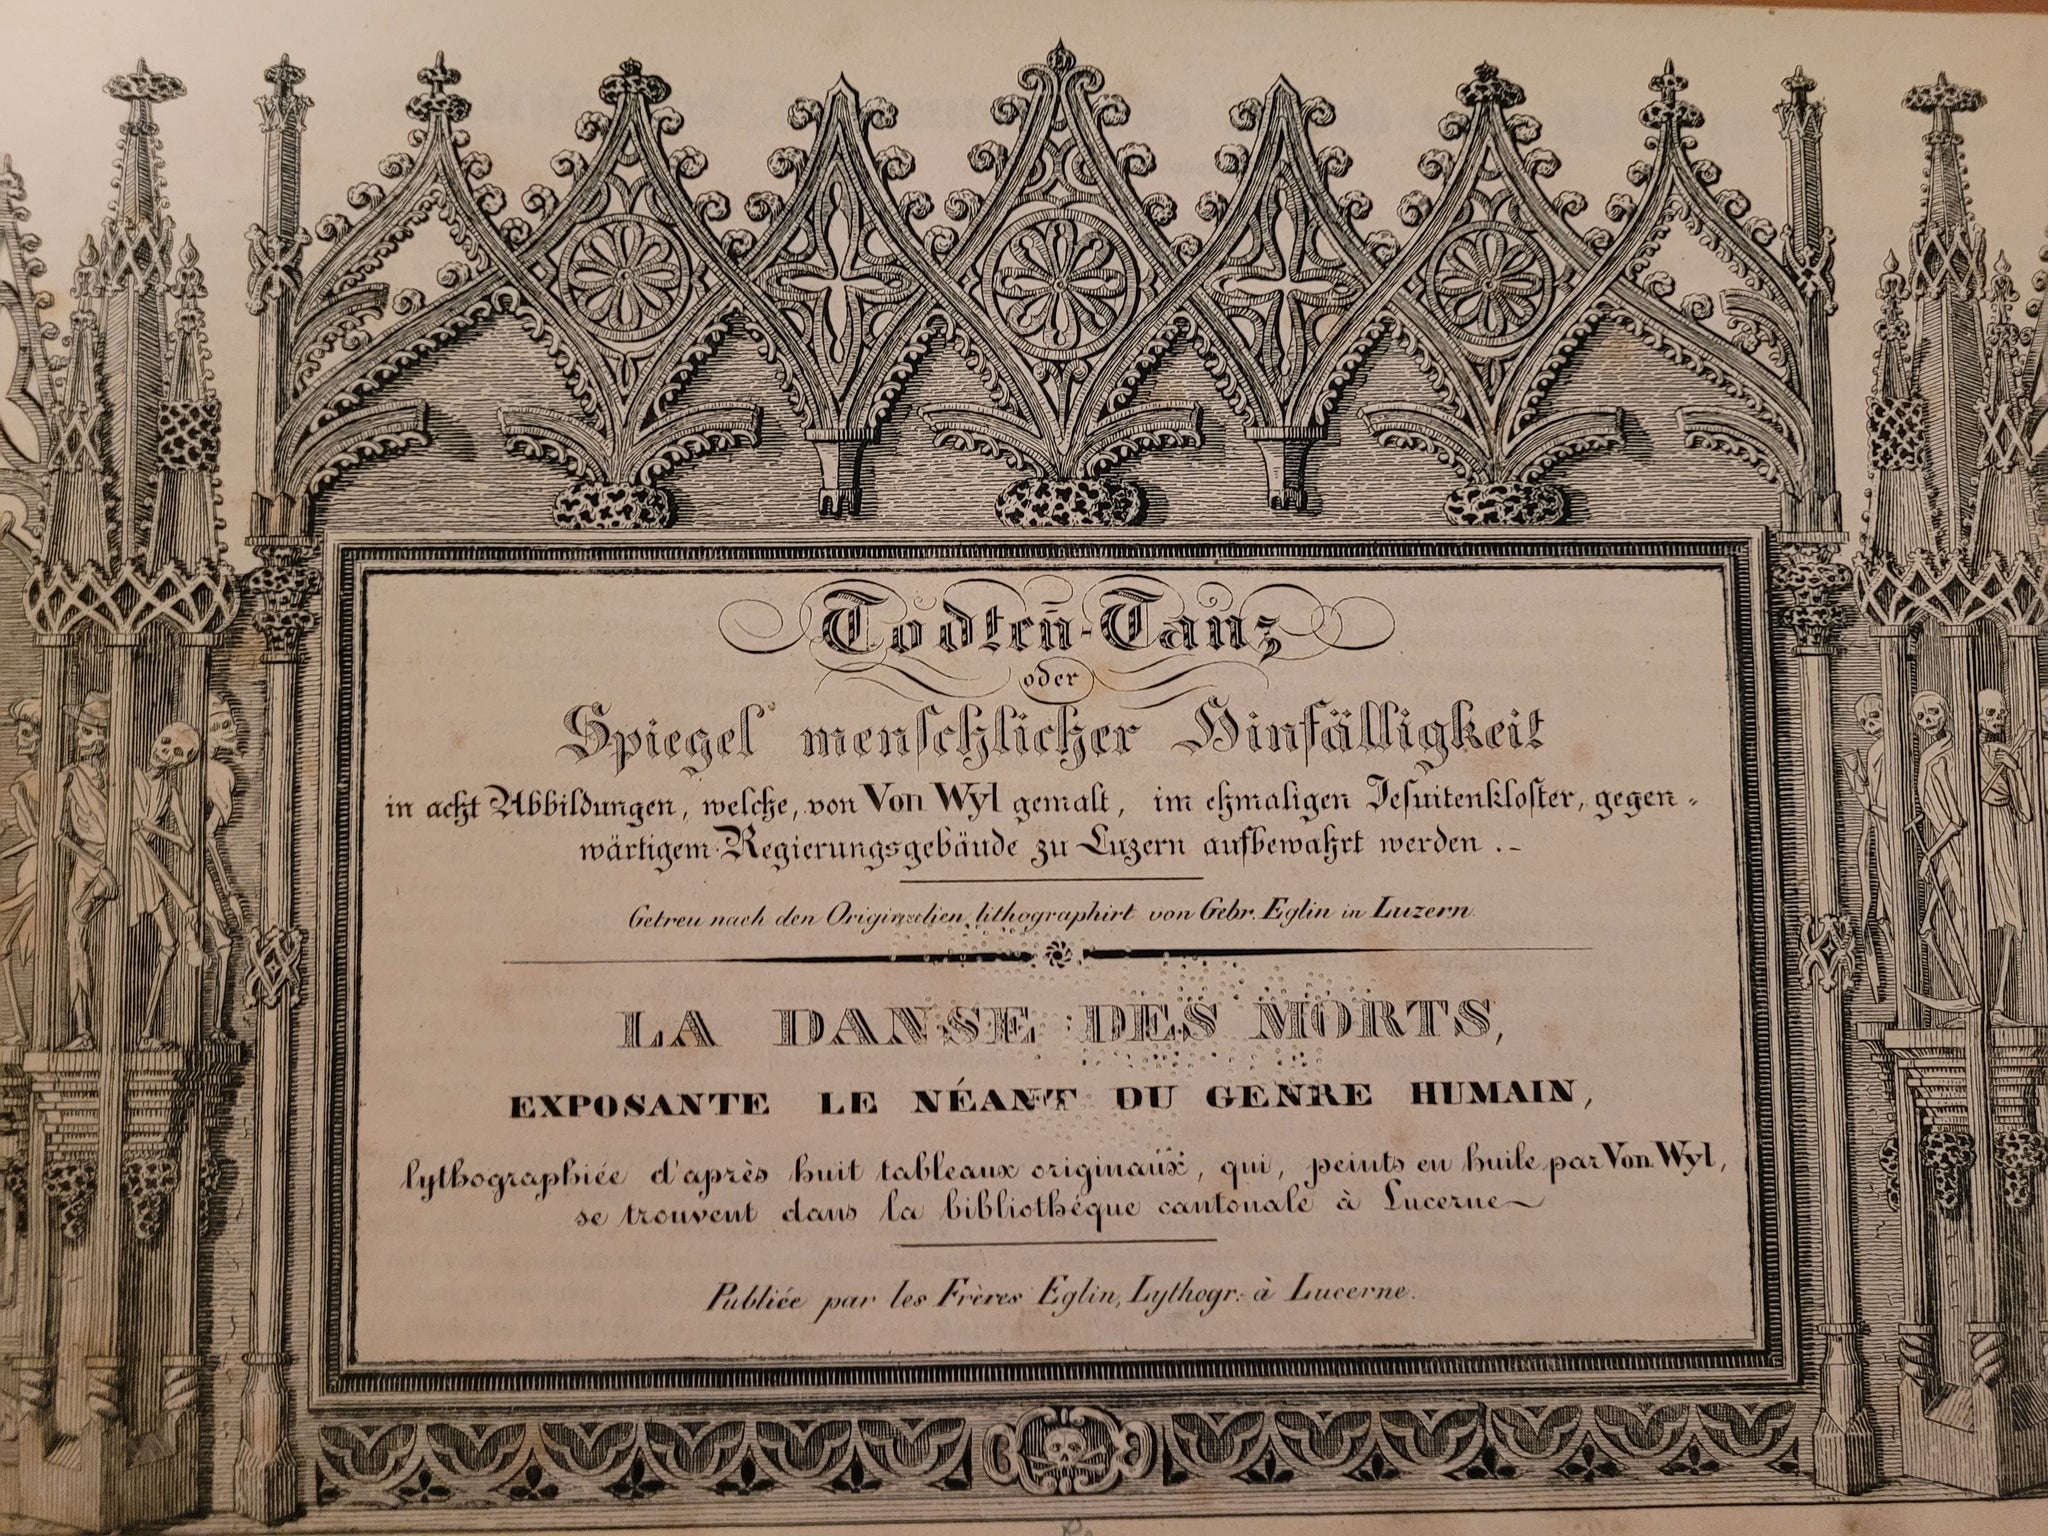 Todten-Tanz
oder
Spiegel menschlicher Hinfälligkeit
in acht Abbildungen, welche, von Von Wyl gemalt, im ehmaligen Jesuitenkloster, gegen-
wärtigem Regierungsgebäude zu Luzern aufbewahrt werden.-
Getreu nach den Originalien lithographirt von Gebr. Eglin in Luzern.
LA DANSE DES MORTS,
EXPOSANTE LE NÉANT DU GENRE HUMAIN,
lythographiée d'après huit tableaux originaux, qui, peints en huile par Von Wyl,
se trouvent dans la bibliothéque cantonale à Lucerne
Publiée par les Frères Eglin, Lythogr: à Lucerne.